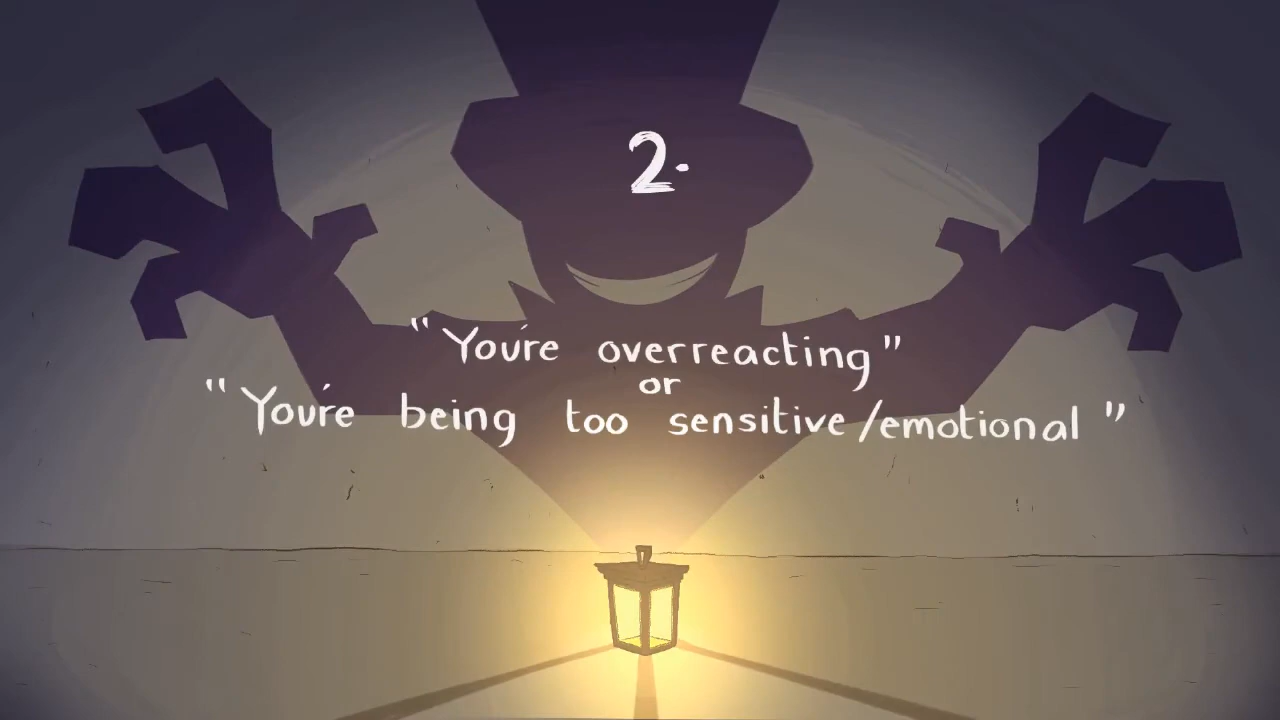 2.
"You're overreacting"
or
"You're being too sensitive/emotional"